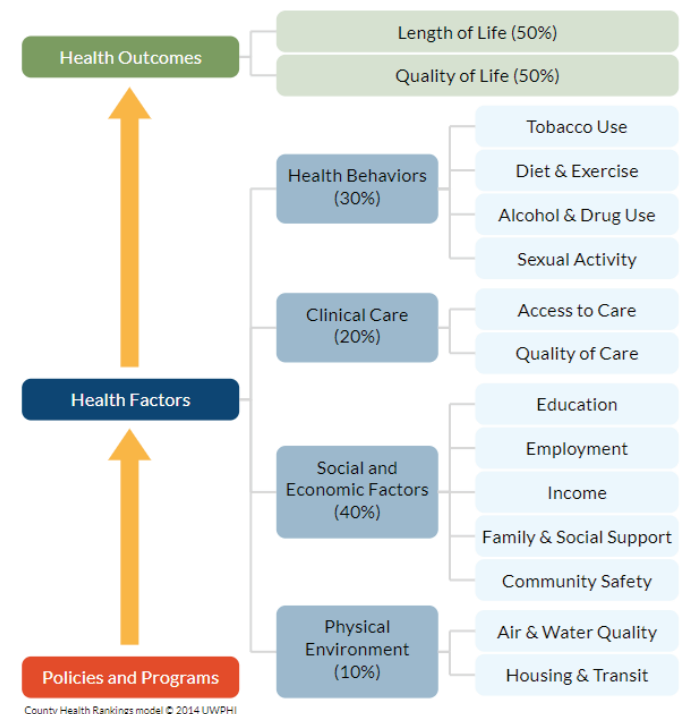 Health Outcomes
Length of Life (50%)
Quality of Life (50%)
Health Behaviors
(30%)
Tobacco Use
Diet & Exercise
Alcohol & Drug Use
Sexual Activity
Clinical Care
(20%)
Access to Care
Quality of Care
Health Factors
Social and
Economic Factors
(40%)
Education
Employment
Income
Family & Social Support
Community Safety
Physical
Environment
(10%)
Air & Water Quality
Housing & Transit
Policies and Programs
County Health Rankings model © 2014 UWPHI